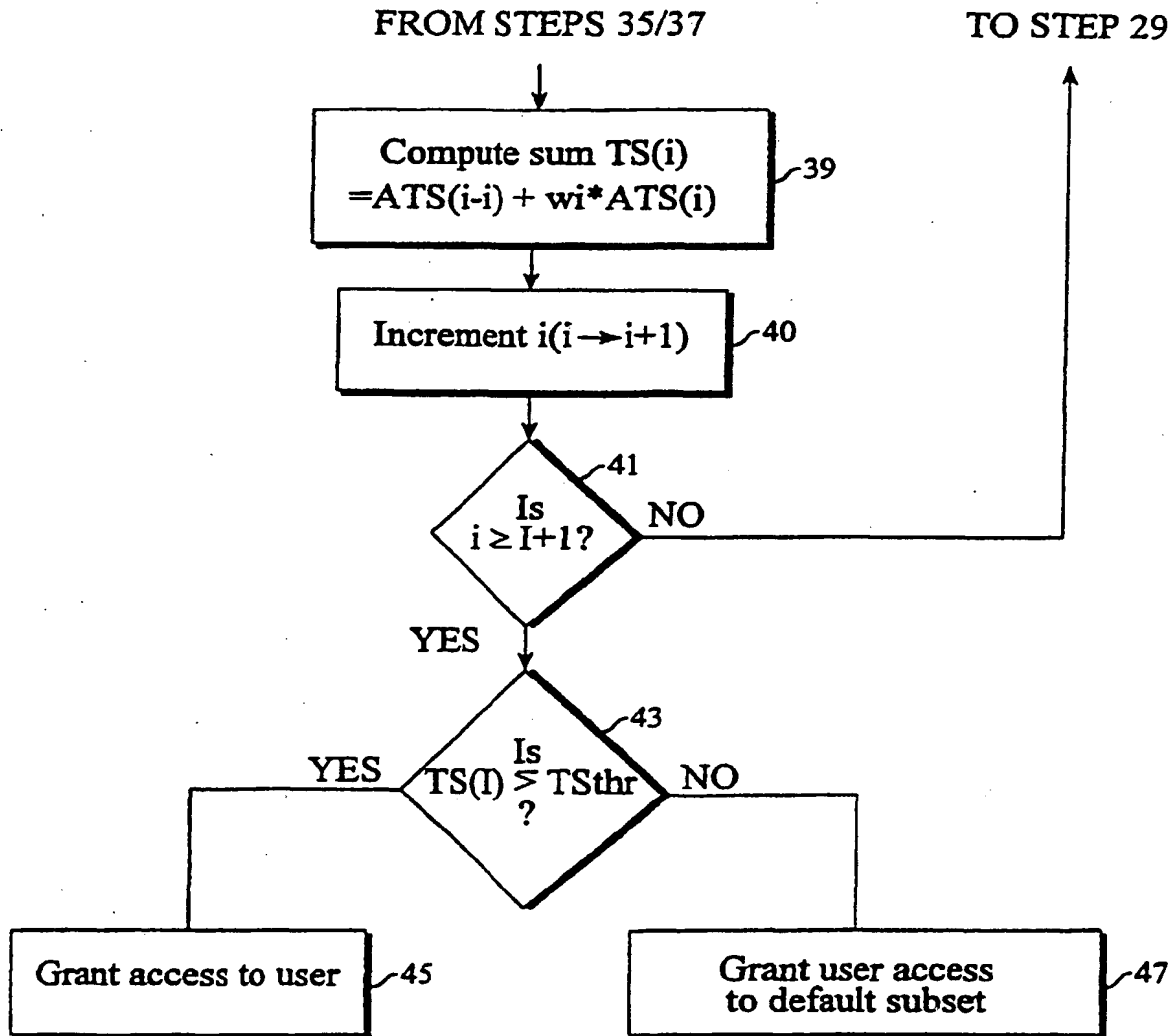 FROM STEPS 35/37
TO STEP 29
Compute sum TS(i)
=ATS(i-i) + wi*ATS(i)
39
Increment i(i→i+1)
40
41
Is
i ≥ I+1?
NO
YES
43
Is
TS(I) ⋝ TSthr
?
YES
NO
Grant access to user
45
Grant user access
to default subset
47